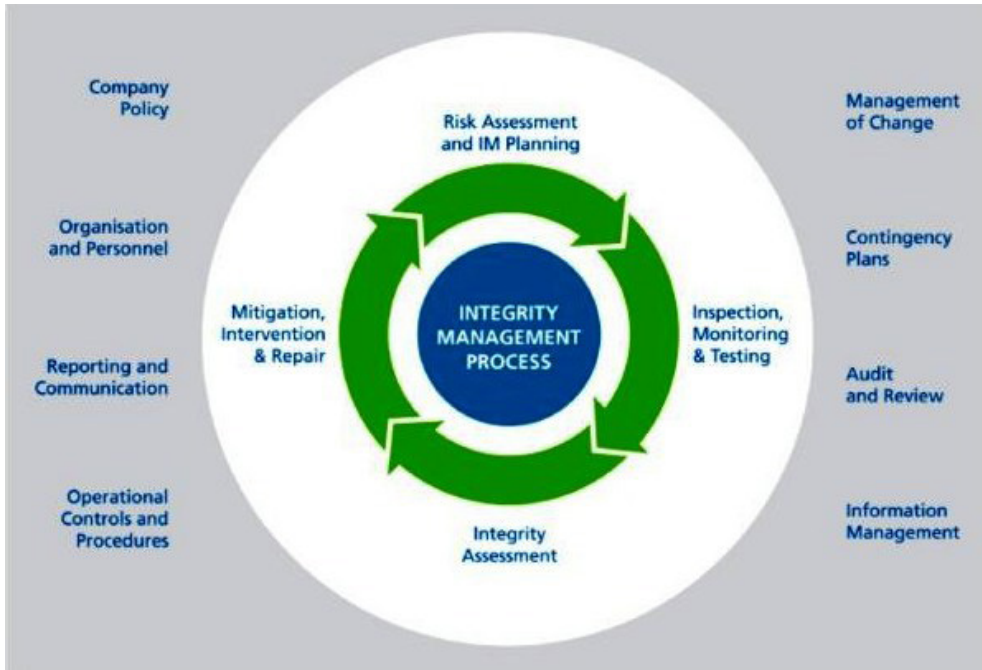 Company
Policy
Organisation
and Personnel
Reporting and
Communication
Operational
Controls and
Procedures
Risk Assessment
and IM Planning
Mitigation,
Intervention
& Repair
INTEGRITY
MANAGEMENT
PROCESS
Inspection,
Monitoring
& Testing
Integrity
Assessment
Management
of Change
Contingency
Plans
Audit
and Review
Information
Management